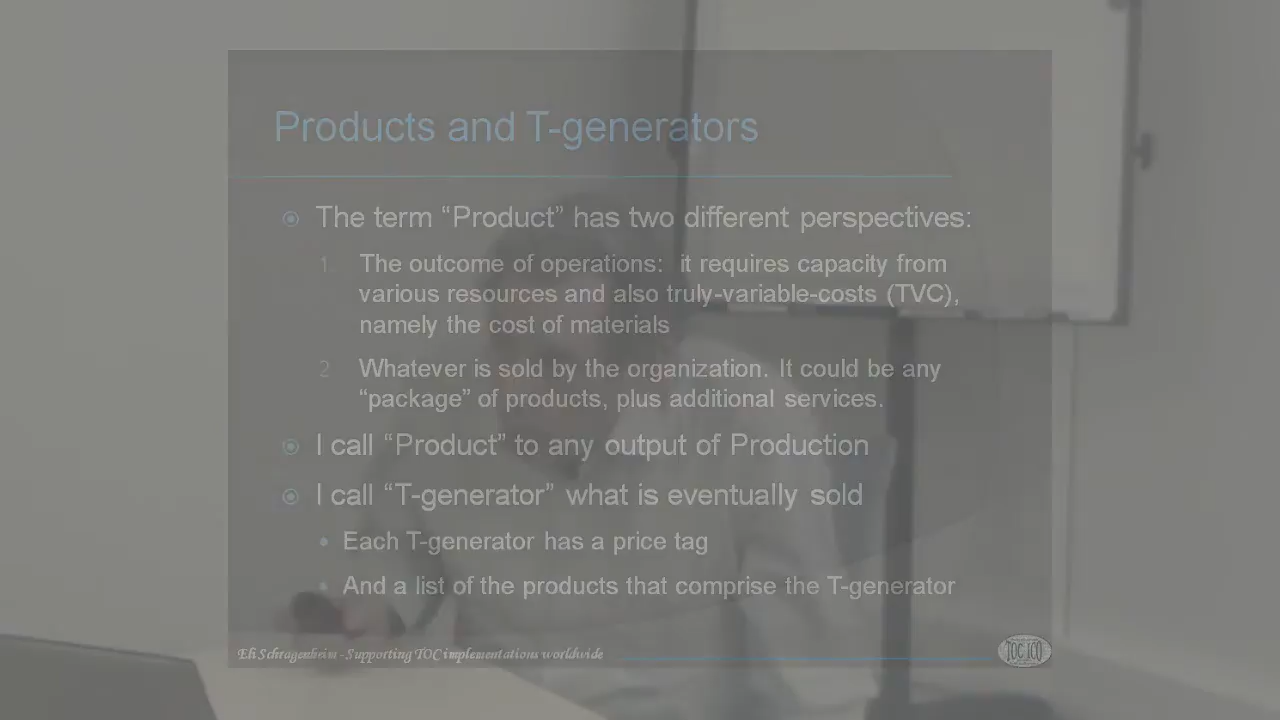 Products and T-generators
The term “Product” has two different perspectives:
1. The outcome of operations: it requires capacity from
various resources and also truly-variable-costs (TVC),
namely the cost of materials
2 Whatever is sold by the organization. It could be any
“package” of products, plus additional services.
I call “Product” to any output of Production
I call “T-generator” what is eventually sold
• Each T-generator has a price tag
• And a list of the products that comprise the T-generator
Eli Schragenheim - Supporting TOC implementations worldwide
TOC ICO